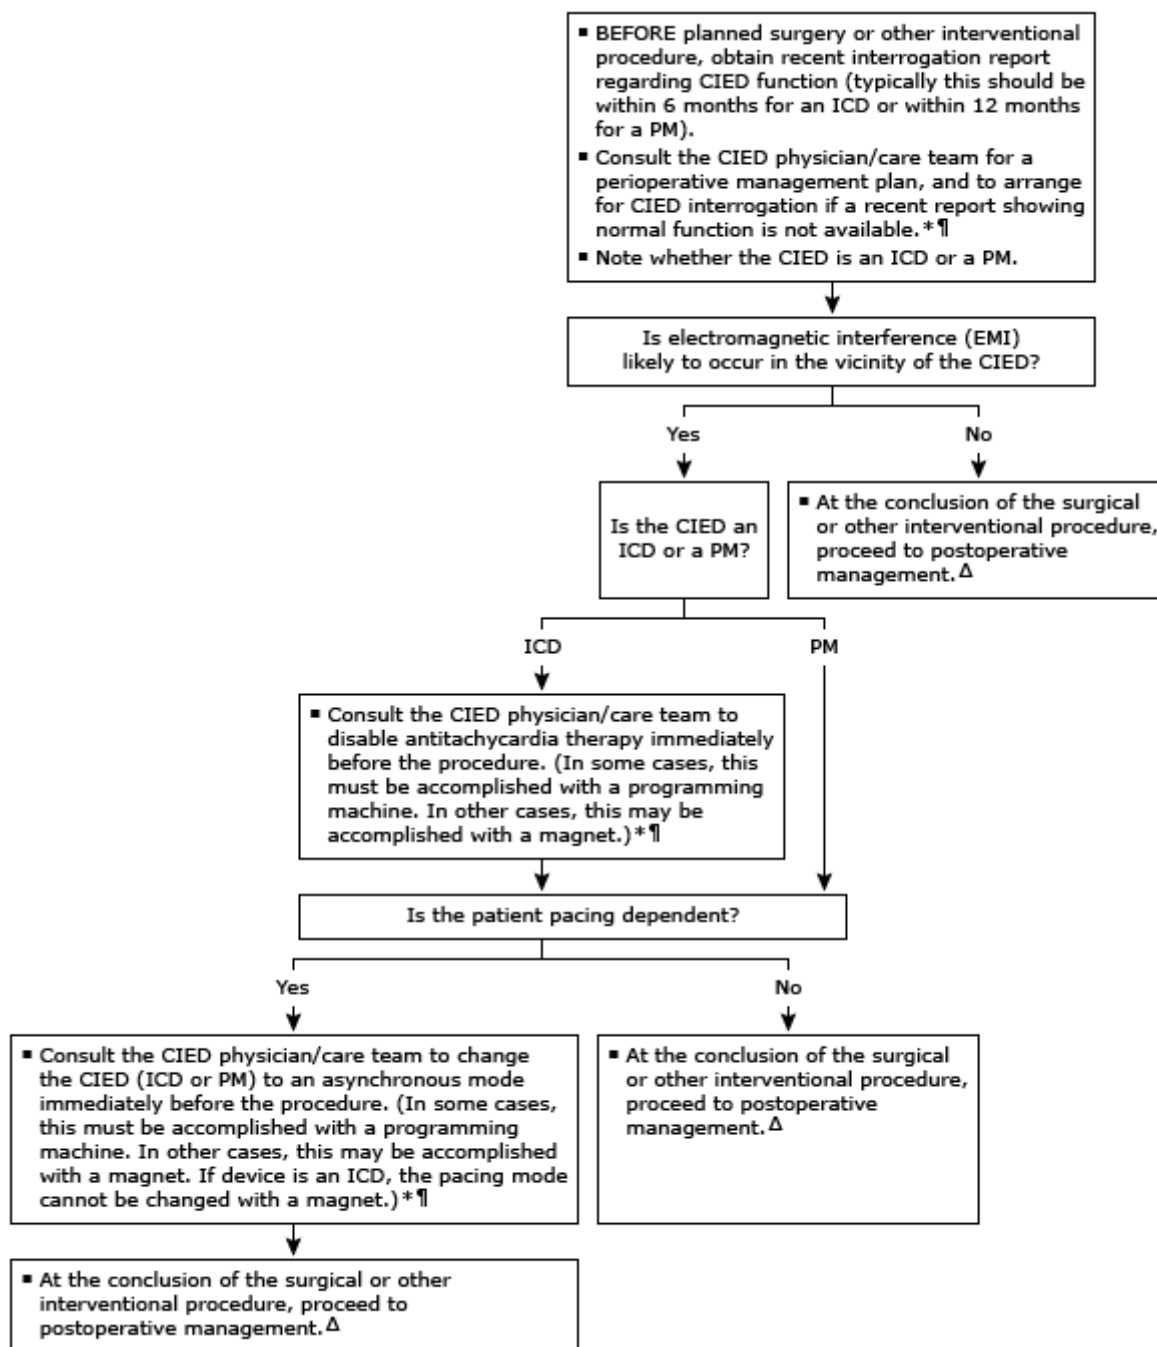 ▪ BEFORE planned surgery or other interventional
procedure, obtain recent interrogation report
regarding CIED function (typically this should be
within 6 months for an ICD or within 12 months
for a PM).
▪ Consult the CIED physician/care team for a
perioperative management plan, and to arrange
for CIED interrogation if a recent report showing
normal function is not available.*¶
▪ Note whether the CIED is an ICD or a PM.
Is electromagnetic interference (EMI)
likely to occur in the vicinity of the CIED?
Yes
No
Is the CIED an
ICD or a PM?
▪ At the conclusion of the surgical
or other interventional procedure,
proceed to postoperative
management.Δ
ICD
PM
▪ Consult the CIED physician/care team to
disable antitachycardia therapy immediately
before the procedure. (In some cases, this
must be accomplished with a programming
machine. In other cases, this may be
accomplished with a magnet.)*¶
Is the patient pacing dependent?
Yes
No
▪ Consult the CIED physician/care team to change
the CIED (ICD or PM) to an asynchronous mode
immediately before the procedure. (In some cases,
this must be accomplished with a programming
machine. In other cases, this may be accomplished
with a magnet. If device is an ICD, the pacing mode
cannot be changed with a magnet.)*¶
▪ At the conclusion of the surgical
or other interventional procedure,
proceed to postoperative
management.Δ
▪ At the conclusion of the surgical or other
interventional procedure, proceed to
postoperative management.Δ